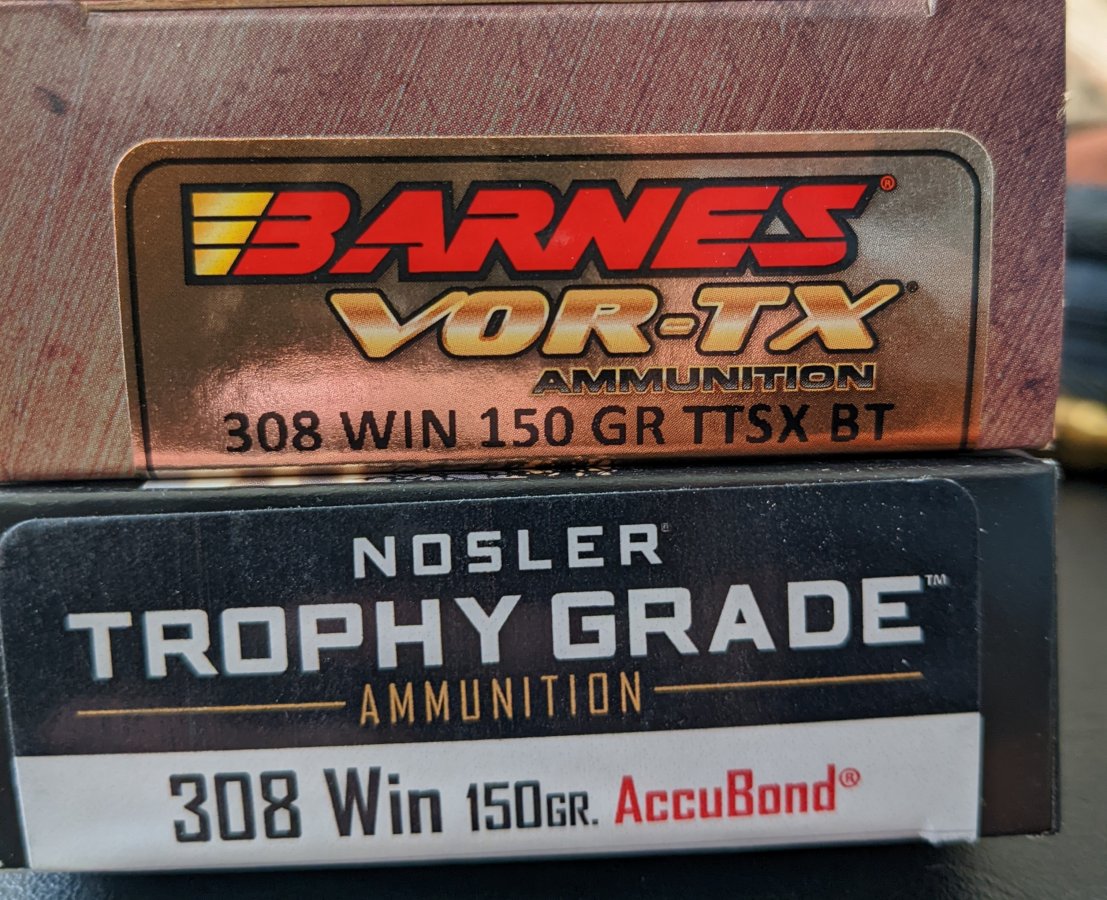 BARNES®
VOR-TX®
AMMUNITION
308 WIN 150 GR TTSX BT
NOSLER®
TROPHY GRADE™
AMMUNITION
308 Win 150GR. AccuBond®